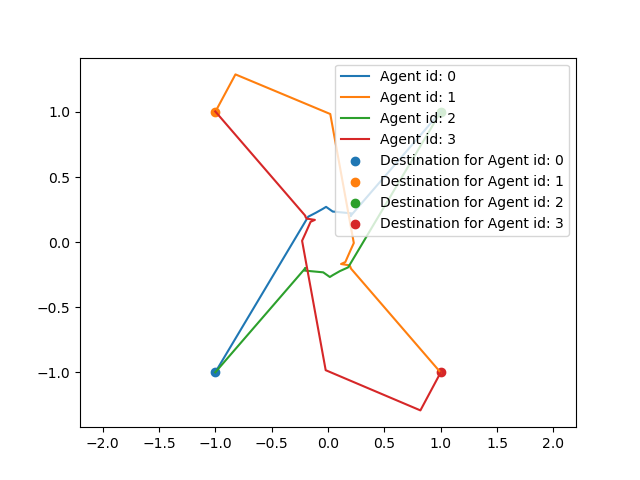 Agent id: 0
Agent id: 1
Agent id: 2
Agent id: 3
Destination for Agent id: 0
Destination for Agent id: 1
Destination for Agent id: 2
Destination for Agent id: 3
1.0
0.5
0.0
−0.5
−1.0
−2.0 −1.5 −1.0 −0.5 0.0 0.5 1.0 1.5 2.0